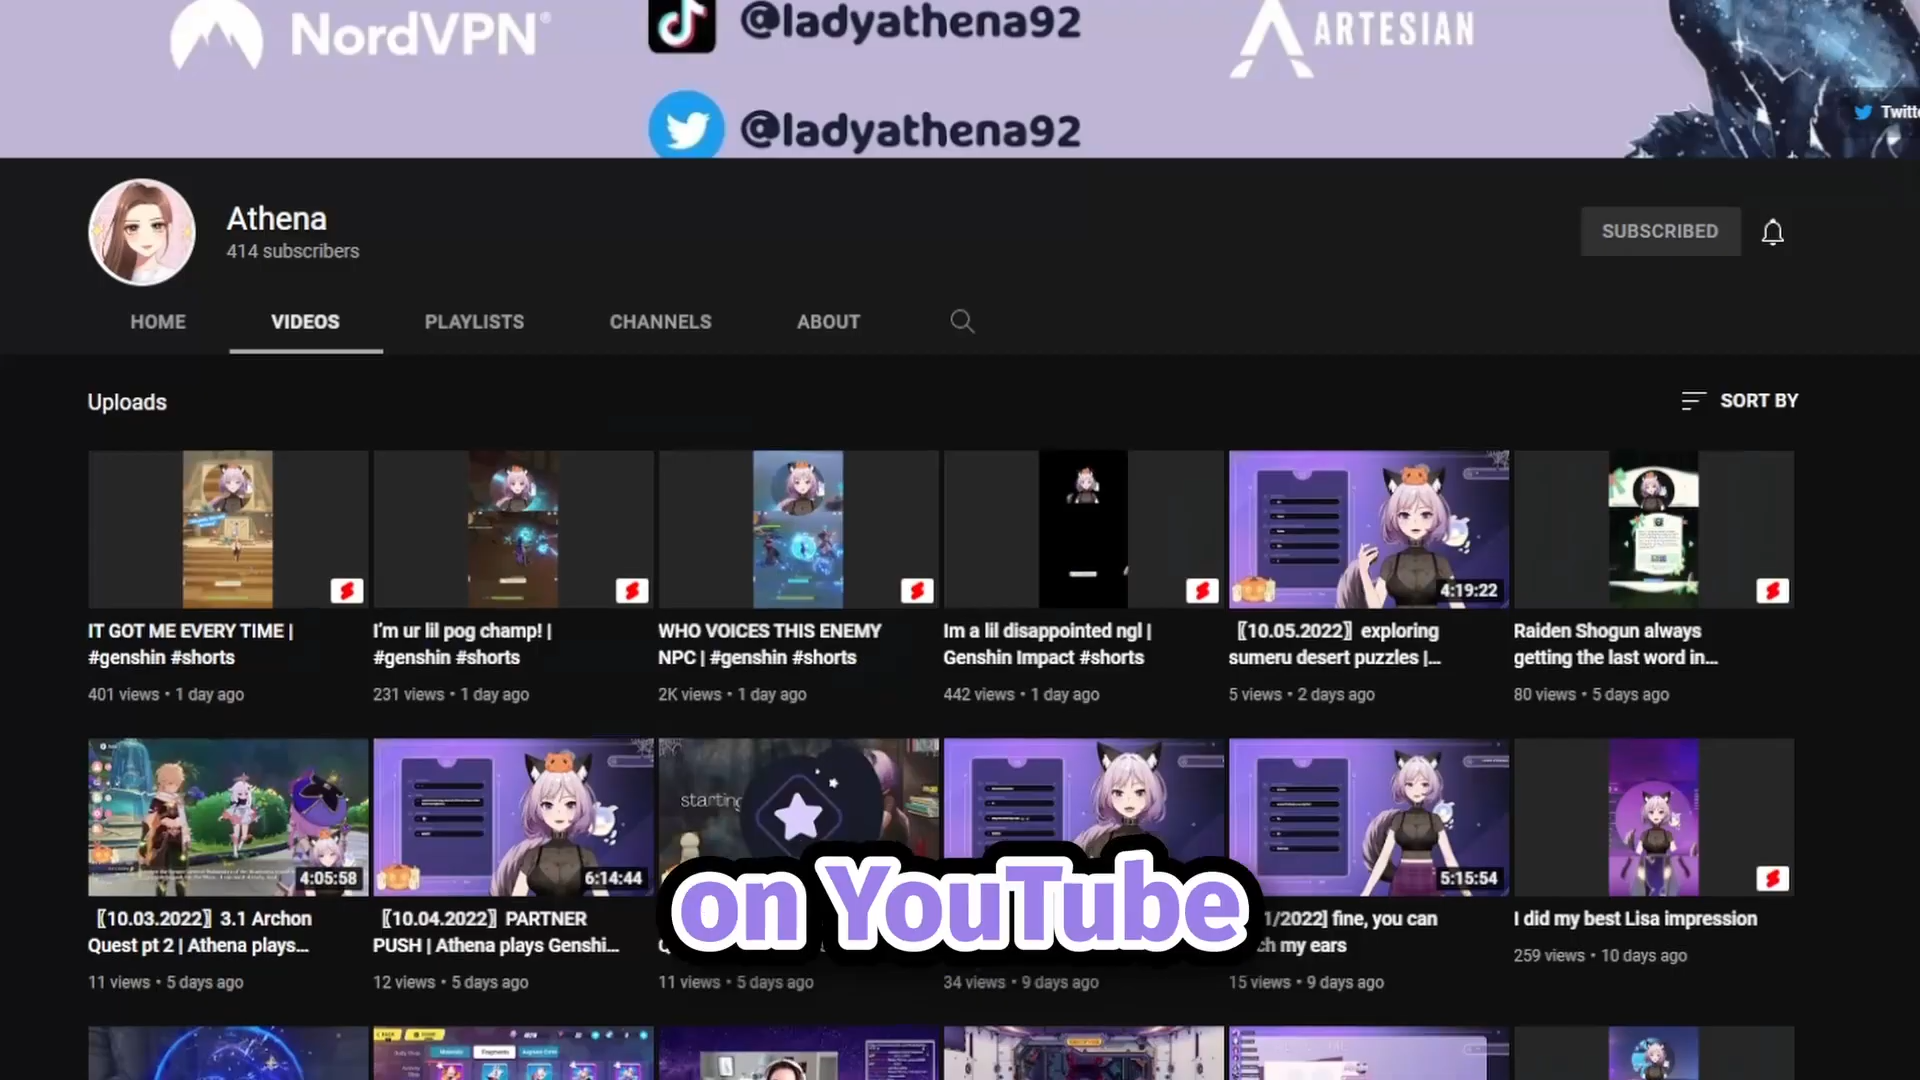 NordVPN®
@ladyathena92
ARTESIAN
@ladyathena92
Twitte
Athena
414 subscribers
SUBSCRIBED
HOME
VIDEOS
PLAYLISTS
CHANNELS
ABOUT
Uploads
SORT BY
4:19:22
IT GOT ME EVERY TIME |
#genshin #shorts
401 views • 1 day ago
I'm ur lil pog champ! |
#genshin #shorts
231 views • 1 day ago
WHO VOICES THIS ENEMY
NPC | #genshin #shorts
2K views • 1 day ago
Im a lil disappointed ngl |
Genshin Impact #shorts
442 views • 1 day ago
〖10.05.2022〗 exploring
sumeru desert puzzles |...
5 views • 2 days ago
Raiden Shogun always
getting the last word in...
80 views • 5 days ago
starting
4:05:58
6:14:44
5:15:54
〖10.03.2022〗 3.1 Archon
Quest pt 2 | Athena plays...
11 views • 5 days ago
〖10.04.2022〗 PARTNER
PUSH | Athena plays Genshi...
12 views • 5 days ago
on YouTube
11 views • 5 days ago
34 views • 9 days ago
1/2022] fine, you can
ch my ears
15 views • 9 days ago
I did my best Lisa impression
259 views • 10 days ago